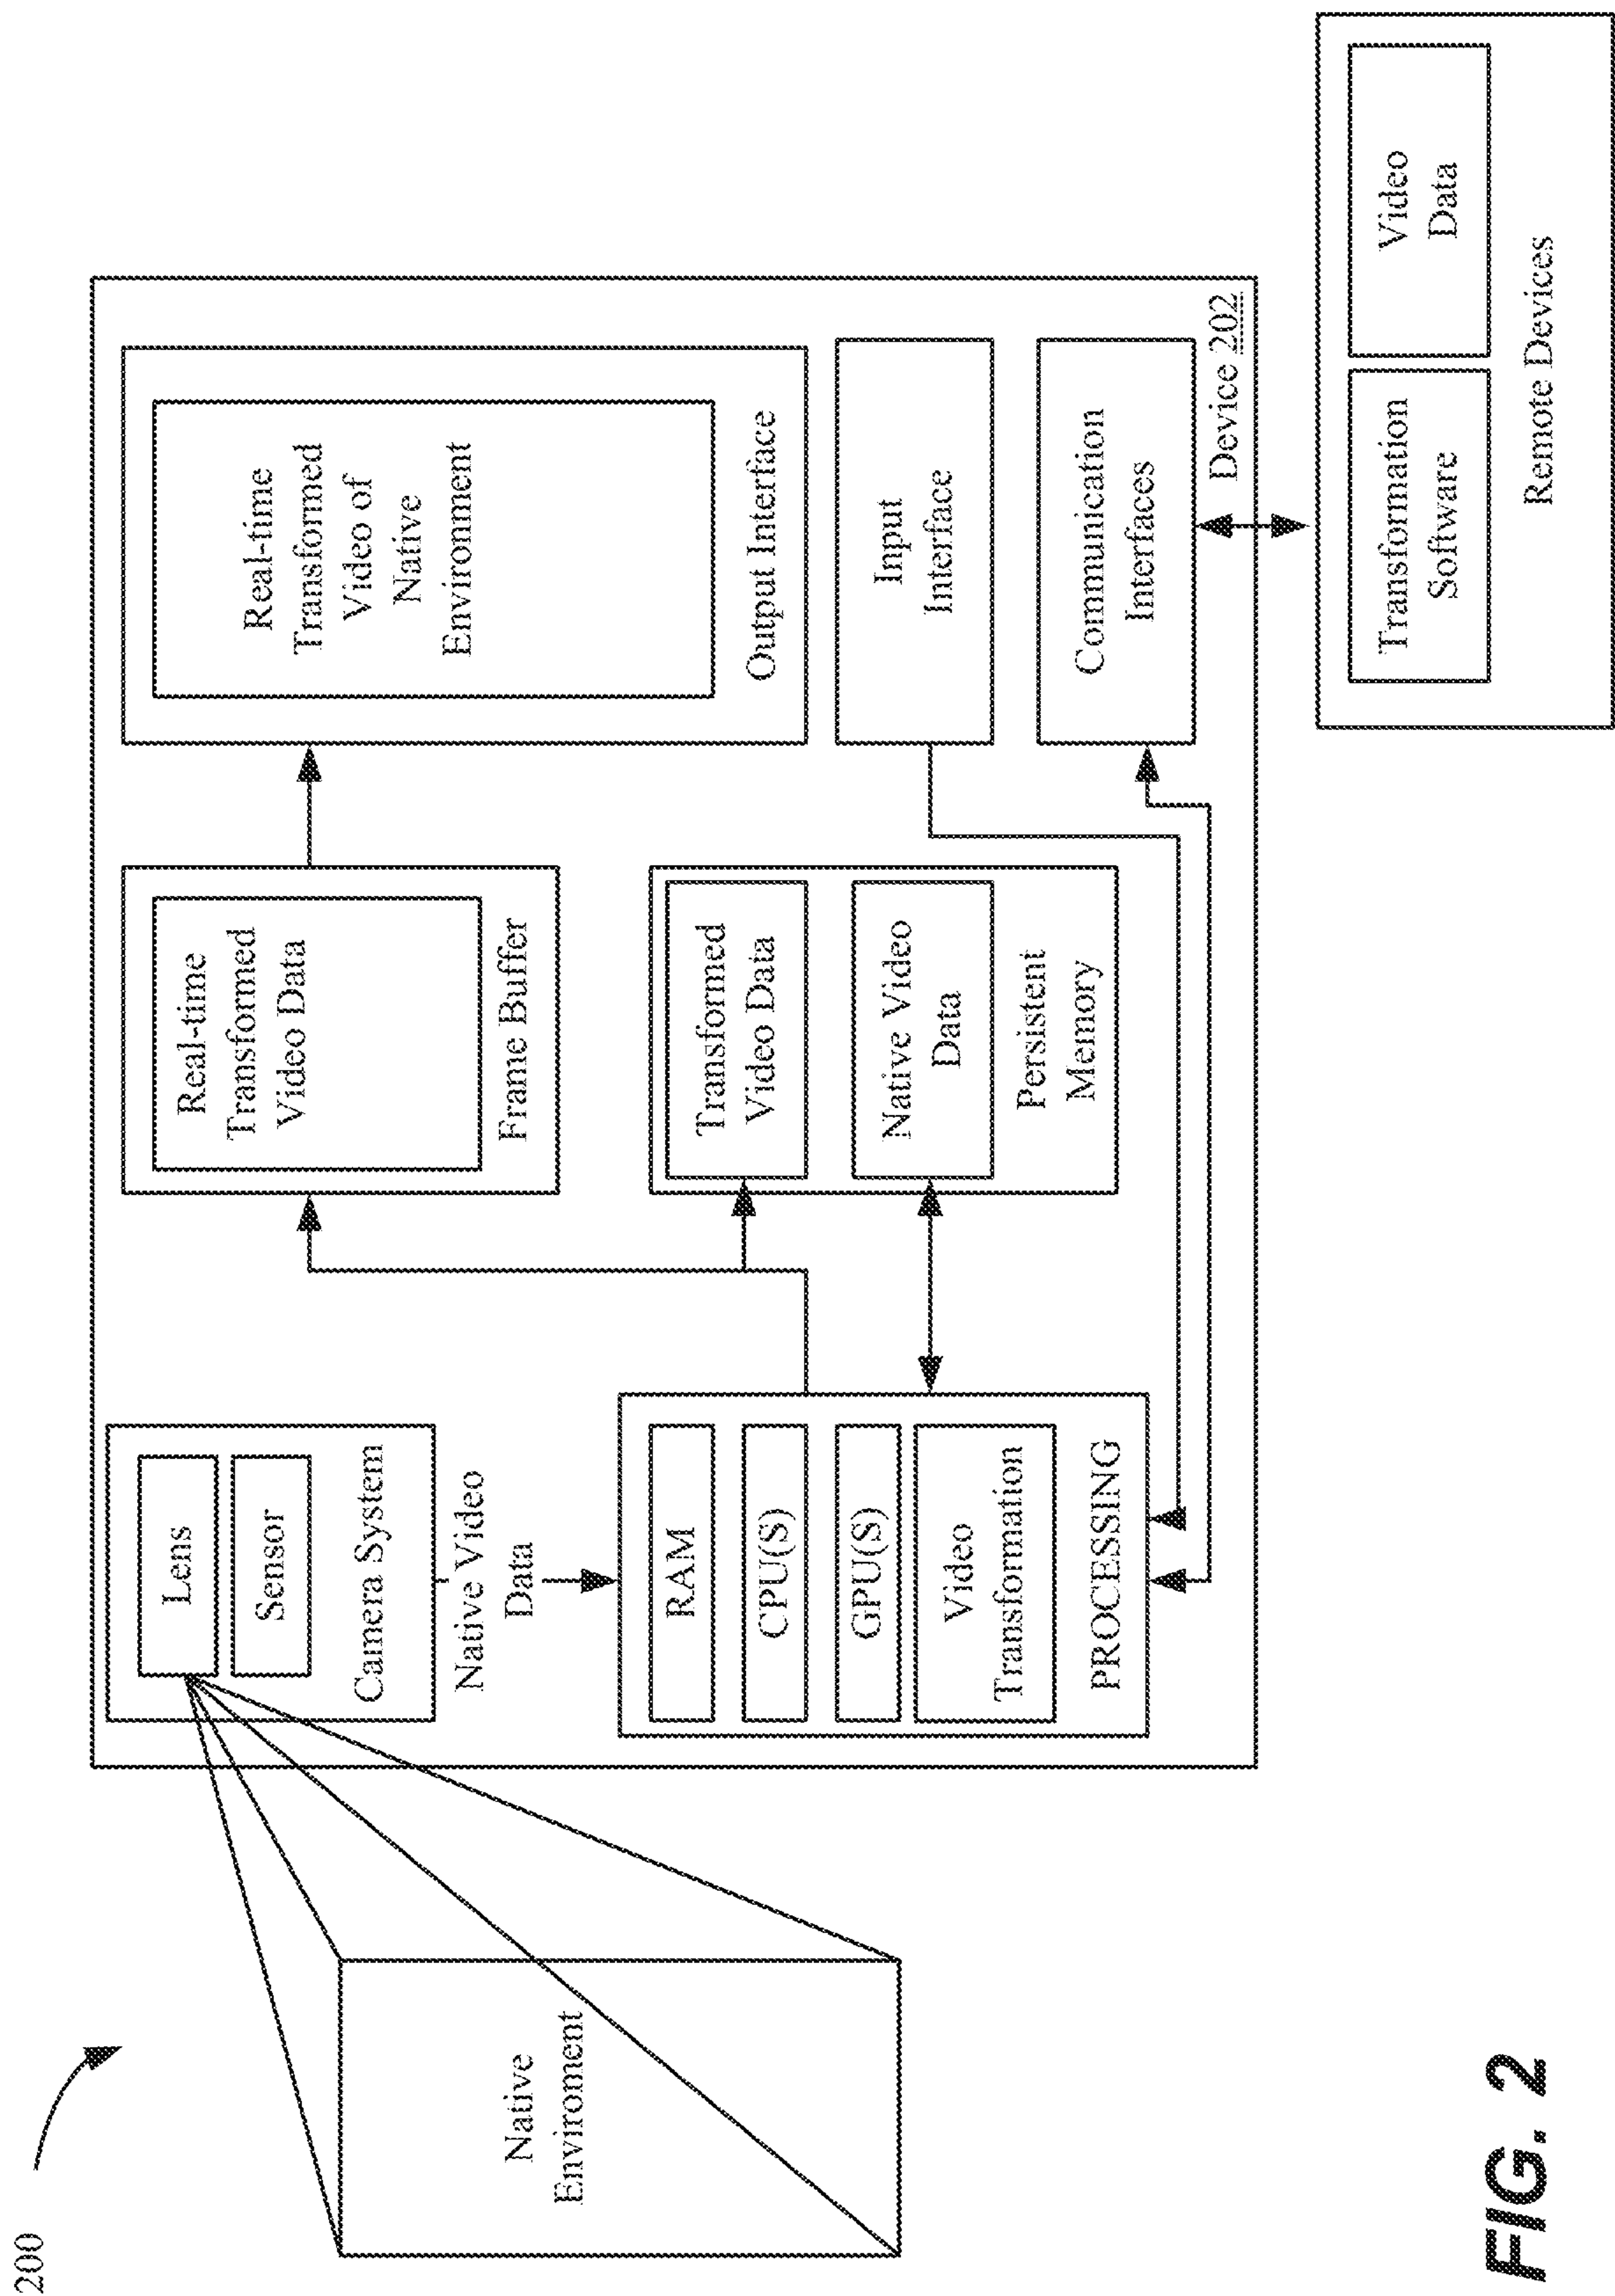 200
Native
Enviroment
Lens
Sensor
Camera System
Native Video
Data
RAM
CPU(S)
GPU(S)
Video
Transformation
PROCESSING
Real-time
Transformed
Video Data
Frame Buffer
Transformed
Video Data
Native Video
Data
Persistent
Memory
Real-time
Transformed
Video of
Native
Environment
Output Interface
Input
Interface
Communication
Interfaces
Device 202
Transformation
Software
Video
Data
Remote Devices
FIG. 2